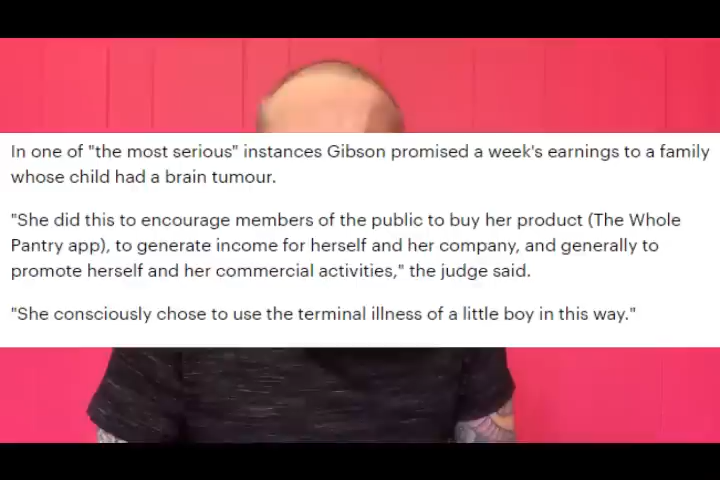 In one of "the most serious" instances Gibson promised a week's earnings to a family
whose child had a brain tumour.
"She did this to encourage members of the public to buy her product (The Whole
Pantry app), to generate income for herself and her company, and generally to
promote herself and her commercial activities," the judge said.
"She consciously chose to use the terminal illness of a little boy in this way."